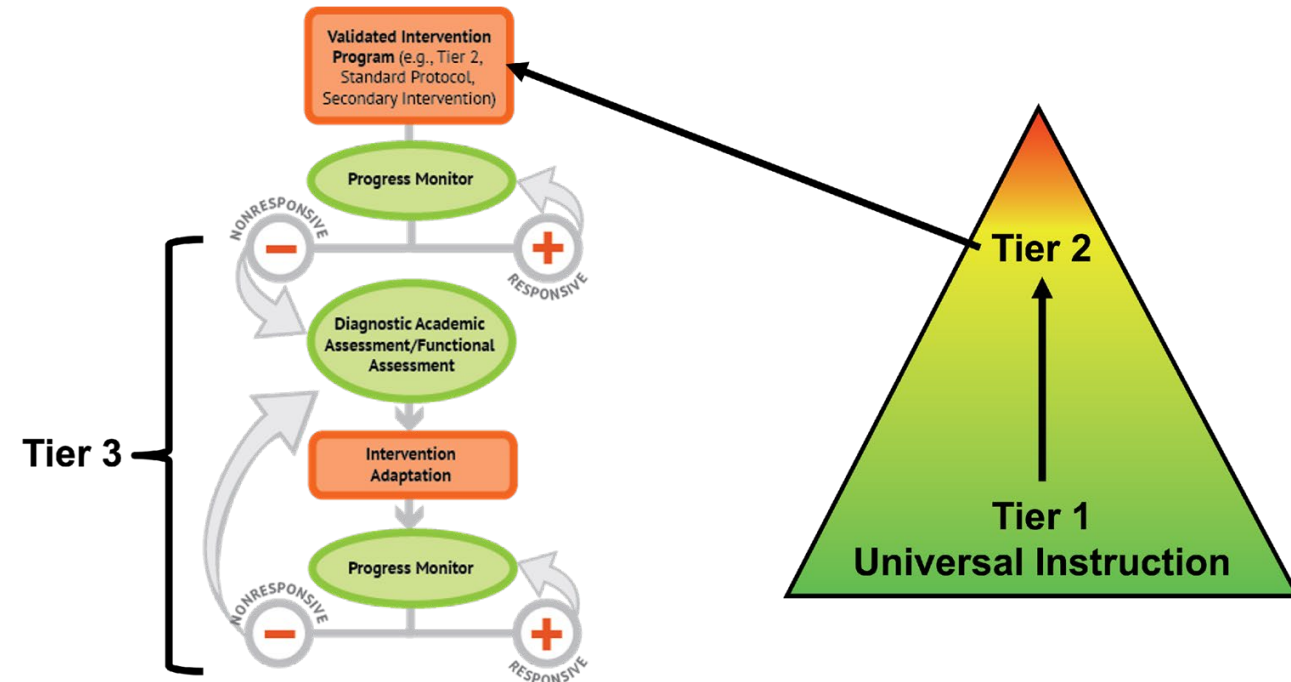 Validated Intervention
Program (e.g., Tier 2,
Standard Protocol,
Secondary Intervention)
Progress Monitor
NONRESPONSIVE
−
+
RESPONSIVE
Diagnostic Academic
Assessment/Functional
Assessment
Intervention
Adaptation
Progress Monitor
NONRESPONSIVE
−
+
RESPONSIVE
Tier 3
Tier 2
Tier 1
Universal Instruction